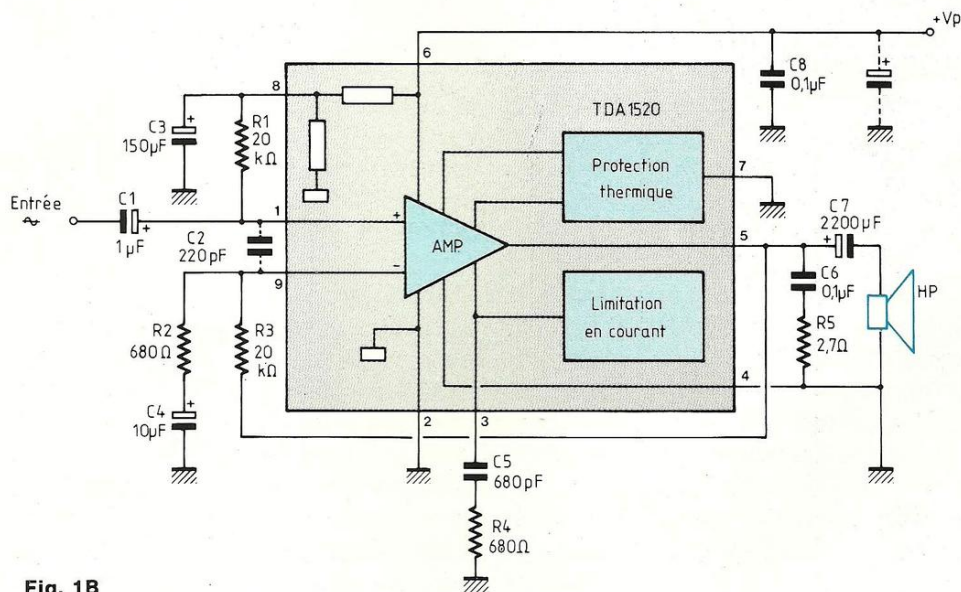 +Vp
6
C8
0,1µF
+
8
TDA1520
C3
150µF
+
R1
20
kΩ
Protection
thermique
7
Entrée
~
C1
1µF
+
1
+
C2
220pF
AMP.
5
C7
2200µF
+
-
9
C6
0,1µF
HP
R2
680Ω
R3
20
kΩ
Limitation
en courant
R5
2,7Ω
4
C4
10µF
+
2
3
C5
680pF
R4
680Ω
Fig. 1B